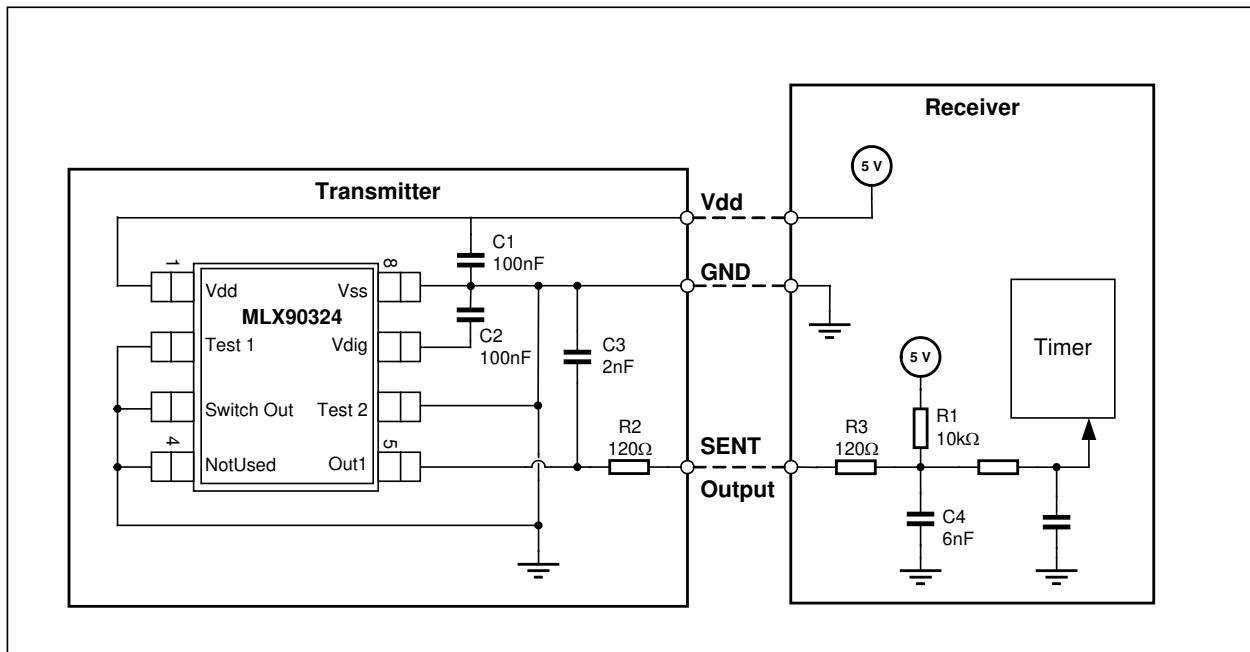 Receiver
5 V
Transmitter
Vdd
C1
100nF
GND
1
8
Vdd
Vss
MLX90324
Test 1
Vdig
C2
100nF
C3
2nF
5 V
Timer
Switch Out
Test 2
R1
10kΩ
4
5
NotUsed
Out1
R2
120Ω
SENT
Output
R3
120Ω
C4
6nF